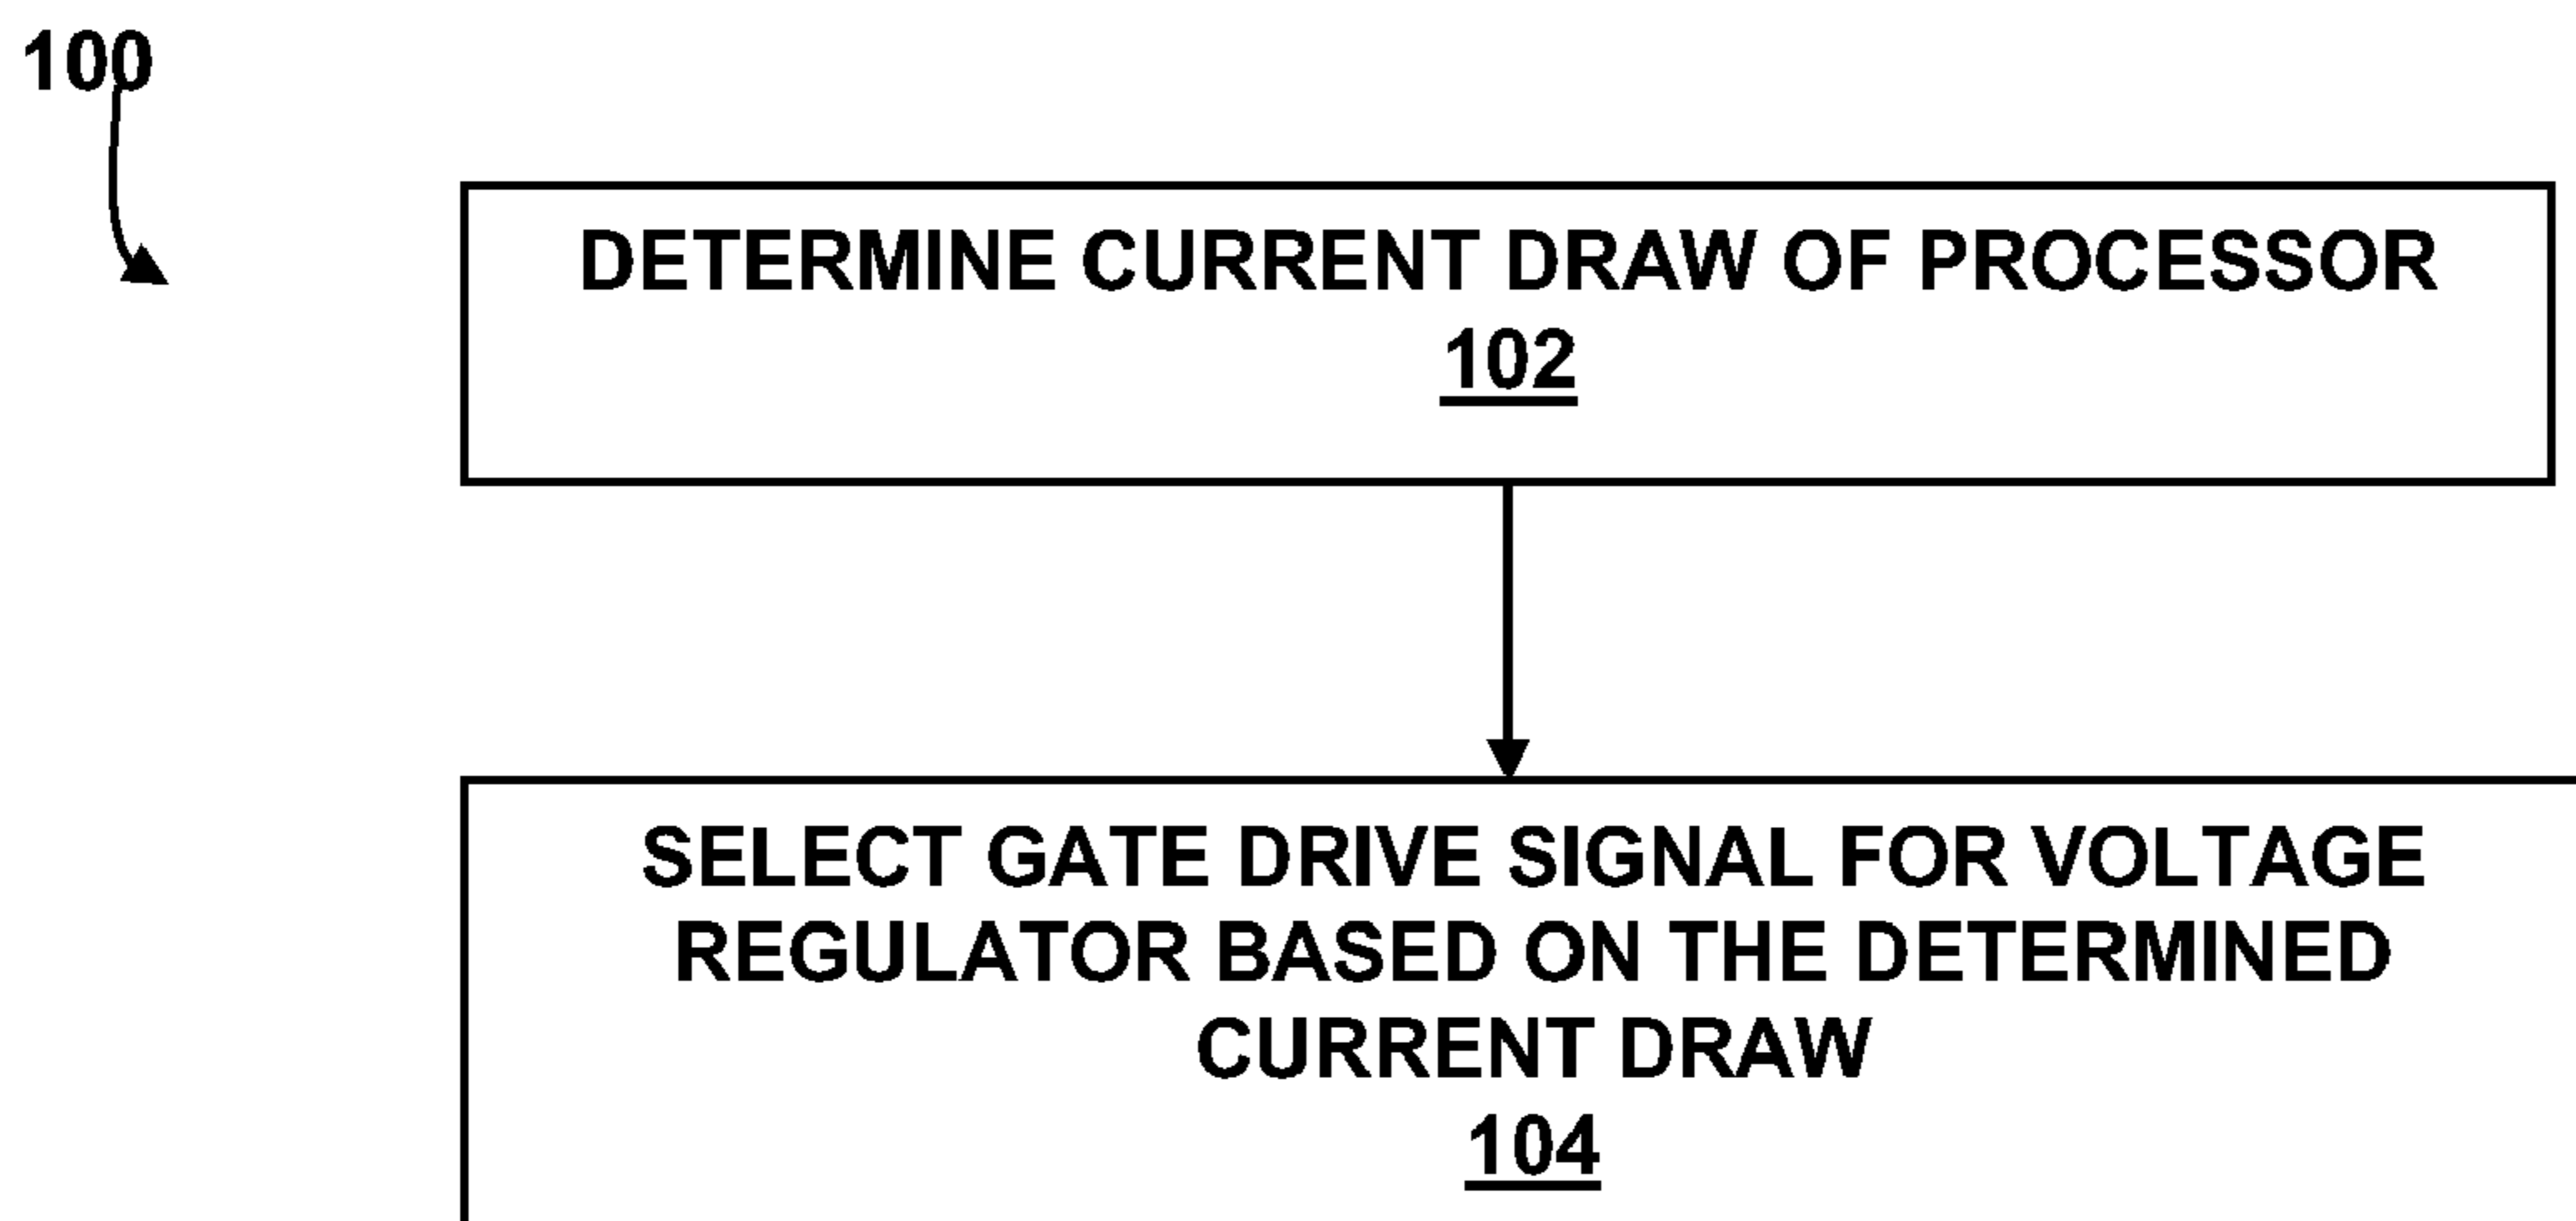 100
DETERMINE CURRENT DRAW OF PROCESSOR
102
SELECT GATE DRIVE SIGNAL FOR VOLTAGE
REGULATOR BASED ON THE DETERMINED
CURRENT DRAW
104